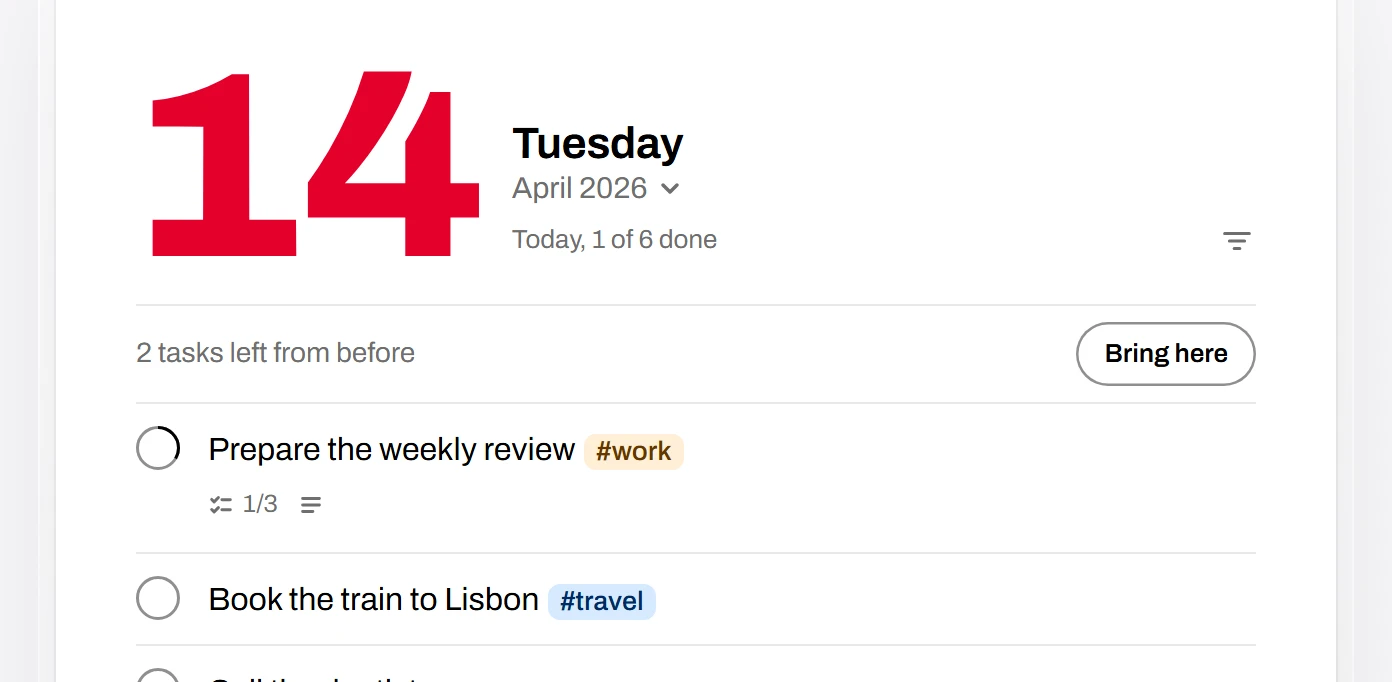 14
Tuesday
April 2026
Today, 1 of 6 done
2 tasks left from before
Bring here
Prepare the weekly review #work
1/3
Book the train to Lisbon #travel